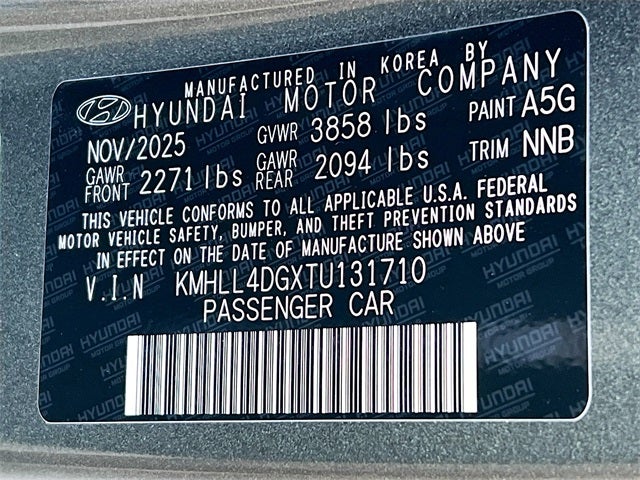 MANUFACTURED IN KOREA BY
HYUNDAI MOTOR COMPANY
NOV/2025 GVWR 3858 lbs PAINT A5G
GAWR FRONT 2271 lbs GAWR REAR 2094 lbs TRIM NNB
THIS VEHICLE CONFORMS TO ALL APPLICABLE U.S.A. FEDERAL
MOTOR VEHICLE SAFETY, BUMPER, AND THEFT PREVENTION STANDARDS
IN EFFECT ON THE DATE OF MANUFACTURE SHOWN ABOVE
V.I.N KMHLL4DGXTU131710
PASSENGER CAR